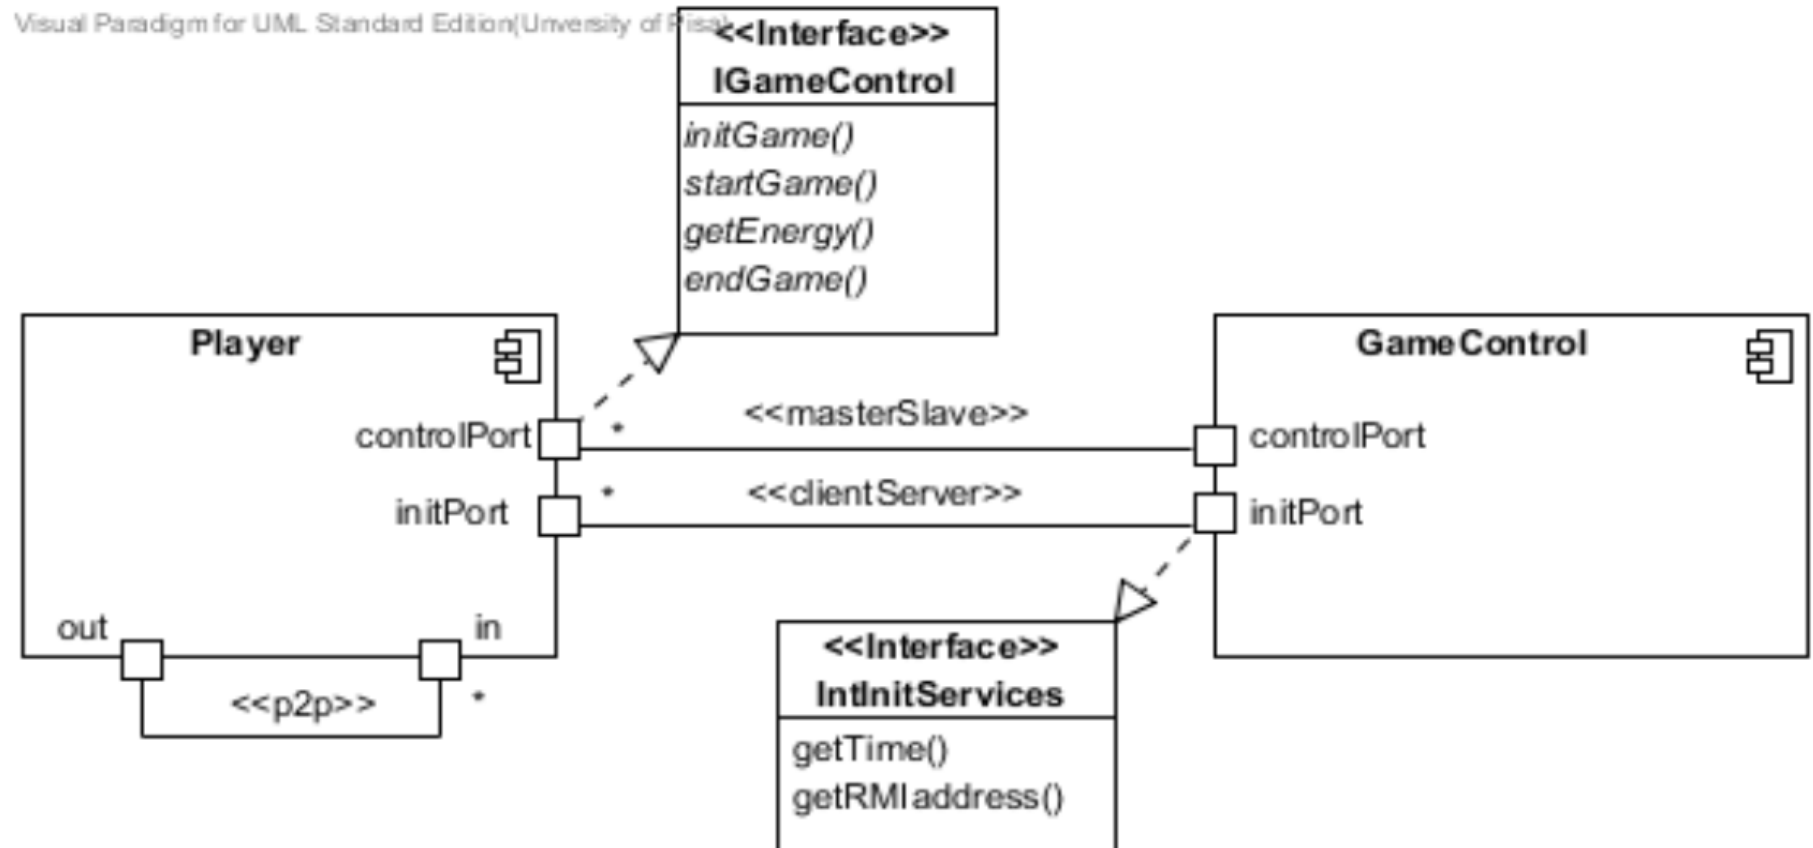 Visual Paradigm for UML Standard Edition(Unversity of Pisa)
<<Interface>>
IGameControl
initGame()
startGame()
getEnergy()
endGame()
Player
GameControl
controlPort
*
<<masterSlave>>
controlPort
initPort
*
<<clientServer>>
initPort
out
in
<<p2p>>
*
<<Interface>>
IntInitServices
getTime()
getRMIaddress()